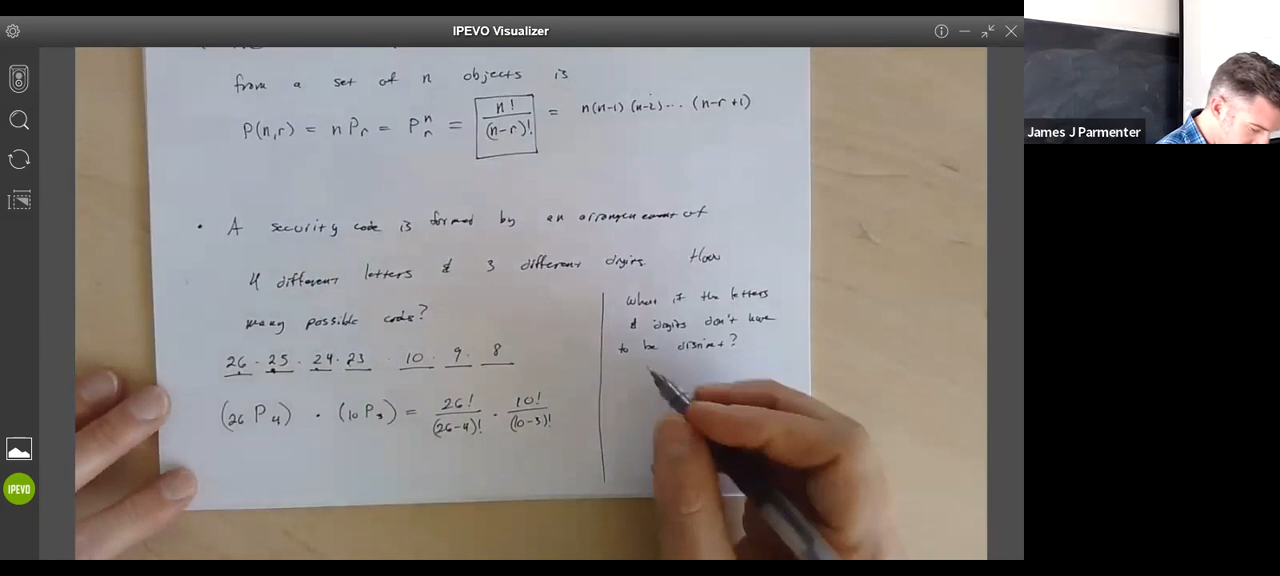 IPEVO Visualizer
from a set of n objects is
P(n,r) = nPr = Pⁿᵣ = n!/(n-r)! = n(n-1)(n-2)...(n-r+1)
James J Parmenter
• A security code is formed by an arrangement of
4 different letters & 3 different digits How
many possible codes?
26 · 25 · 24 · 23 · 10 · 9 · 8
(26P4) · (10P3) = 26!/(26-4)! · 10!/(10-3)!
What if the letters
& digits don't have
to be distinct?
IPEVO